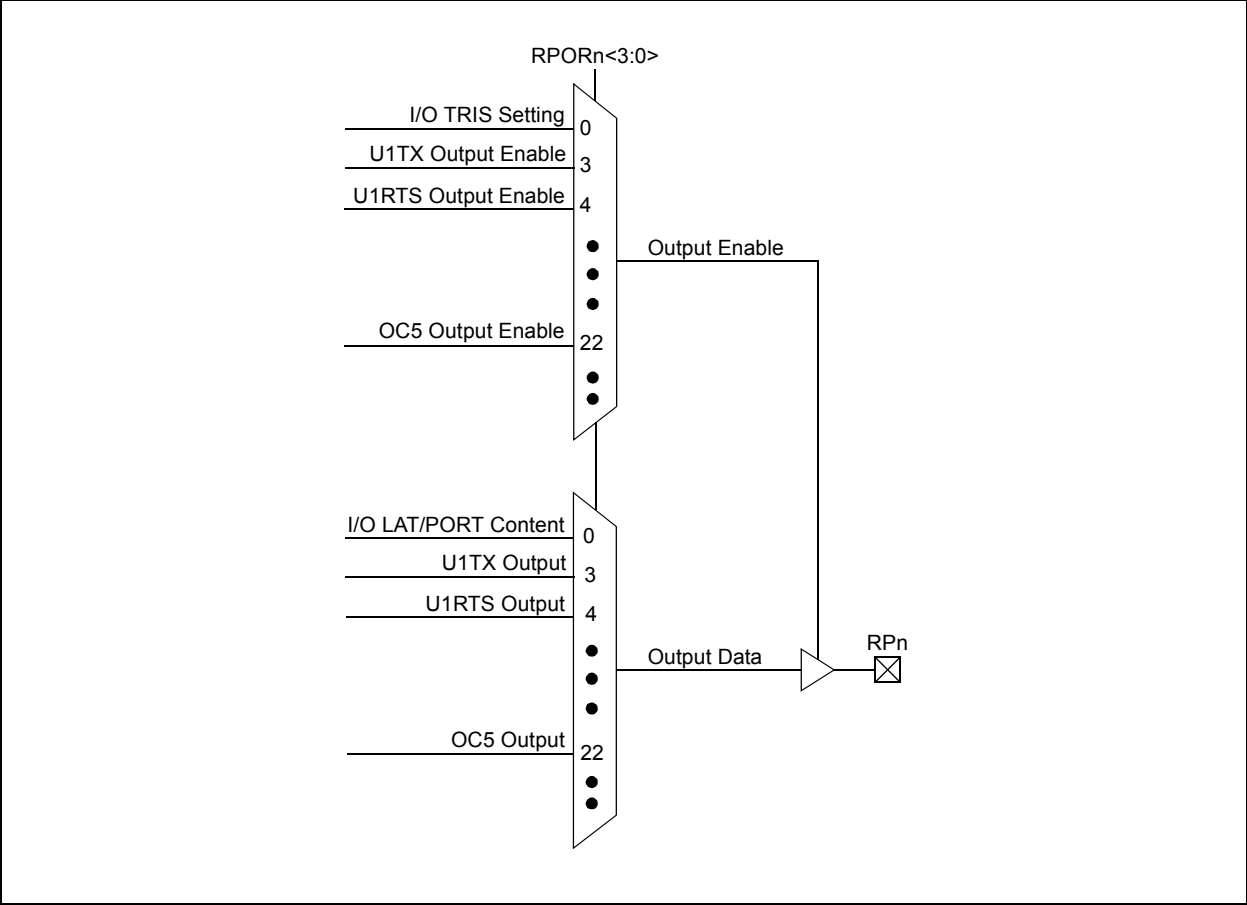 RPORn<3:0>
I/O TRIS Setting
0
U1TX Output Enable
3
U1RTS Output Enable
4
Output Enable
OC5 Output Enable
22
I/O LAT/PORT Content
0
U1TX Output
3
U1RTS Output
4
RPn
Output Data
OC5 Output
22